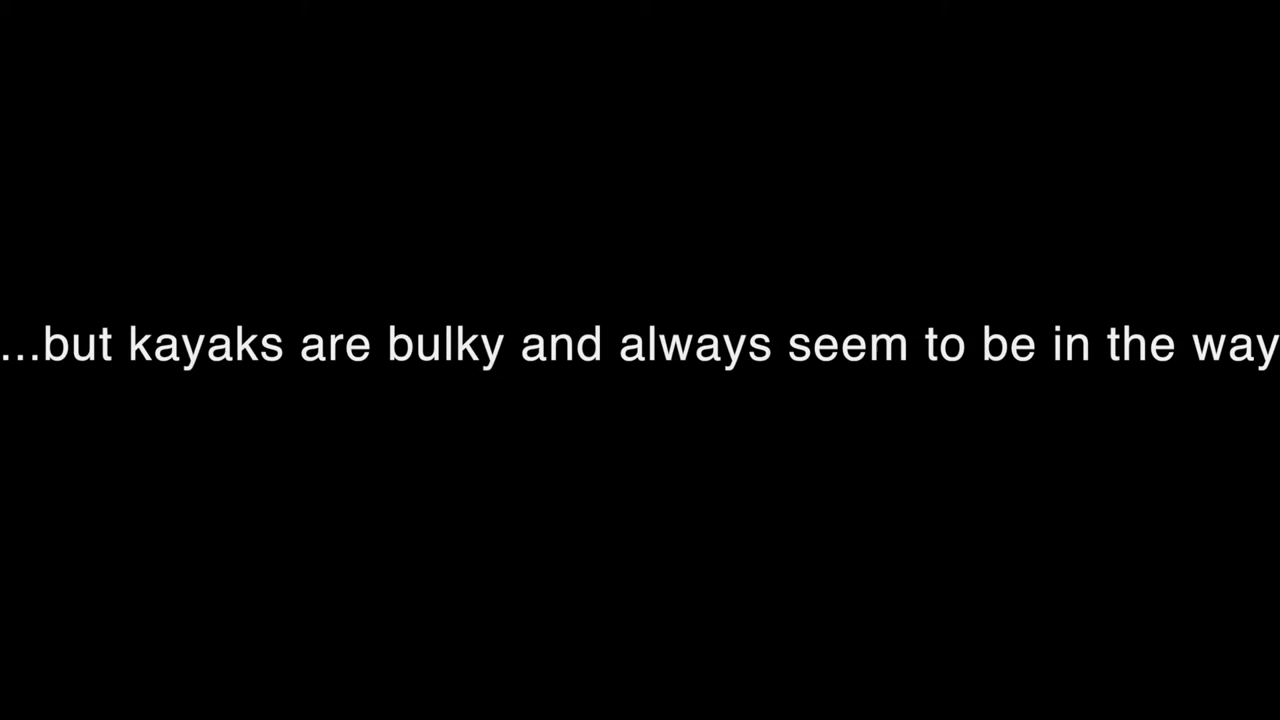 ...but kayaks are bulky and always seem to be in the way